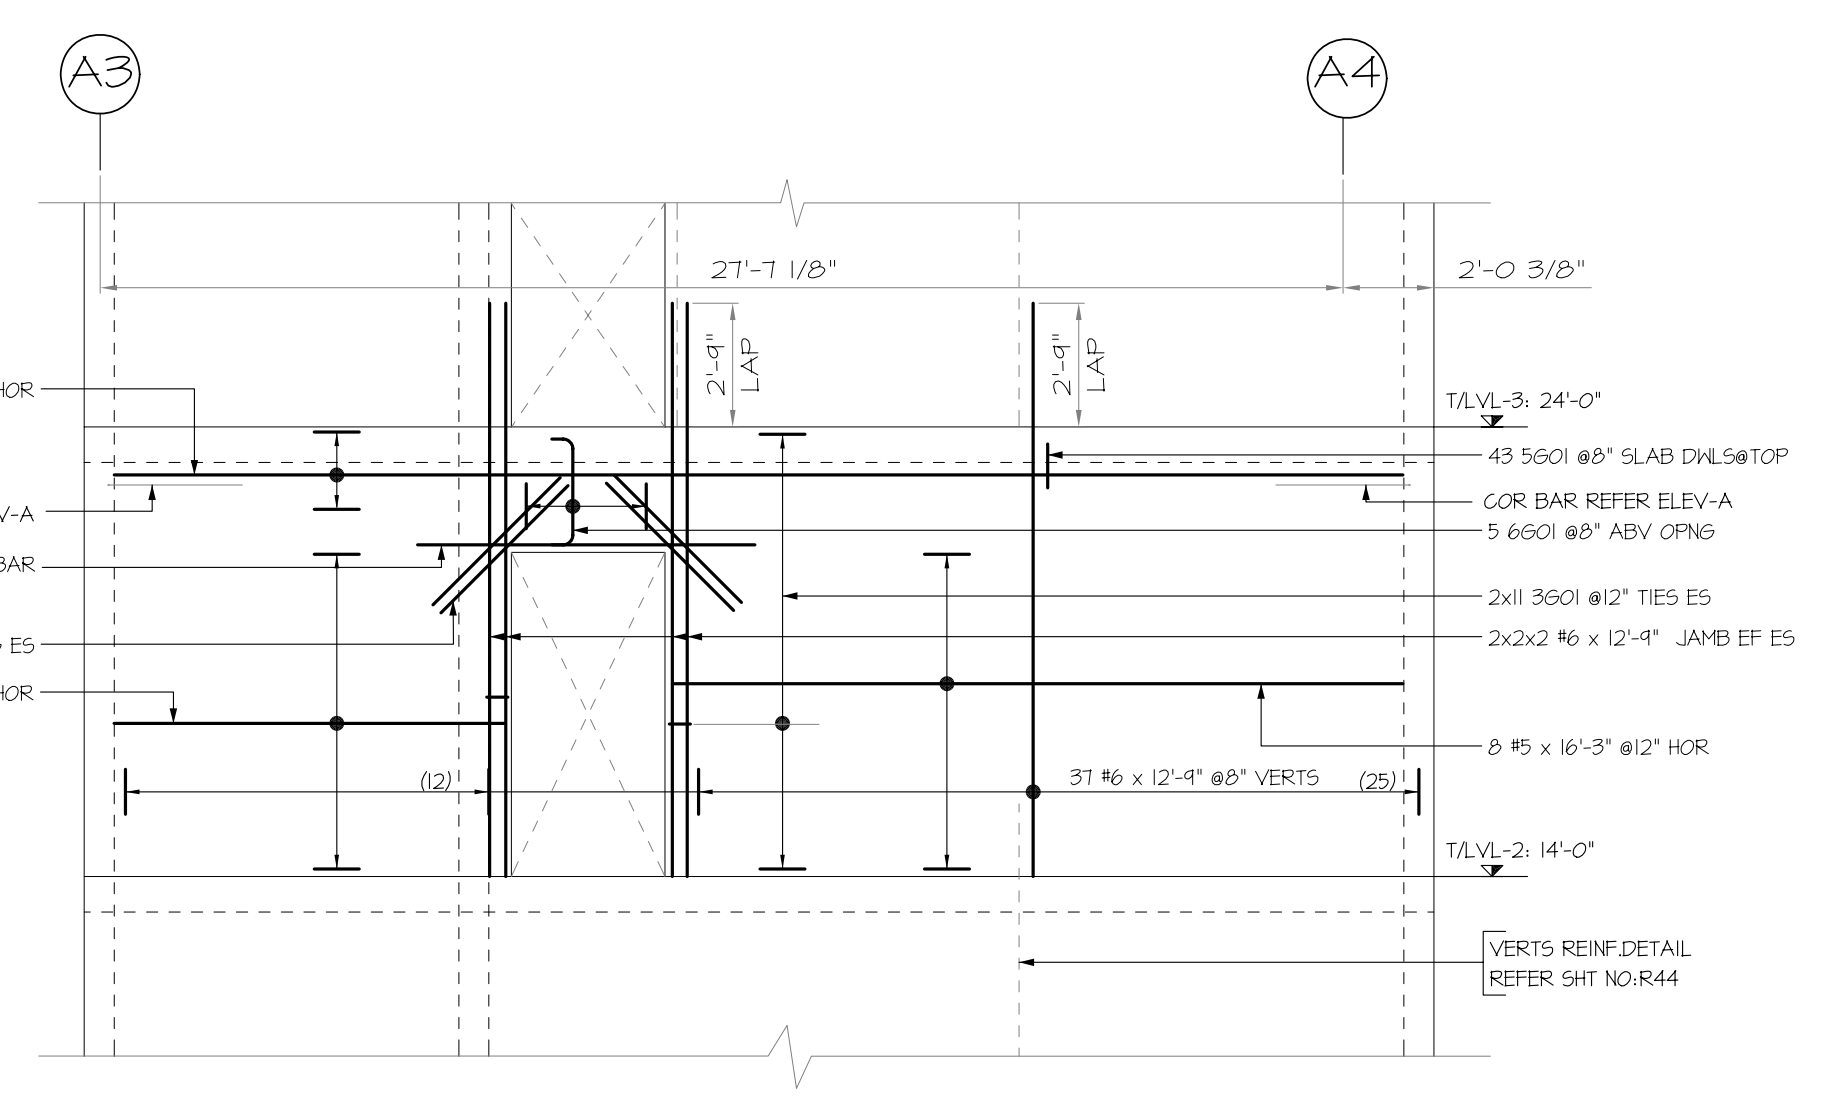 A3
A4
27'-7 1/8"
2'-0 3/8"
2'-9"
LAP
2'-9"
LAP
HOR
T/LVL-3: 24'-0"
43 5G01 @8" SLAB DWLS@TOP
COR BAR REFER ELEV-A
V-A
5 6G01 @8" ABV OPNG
BAR
2x11 3G01 @12" TIES ES
2x2x2 #6 x 12'-9" JAMB EF ES
ES
HOR
8 #5 x 16'-3" @12" HOR
(12)
37 #6 x 12'-9" @8" VERTS (25)
T/LVL-2: 14'-0"
VERTS REINF.DETAIL
REFER SHT NO:R44